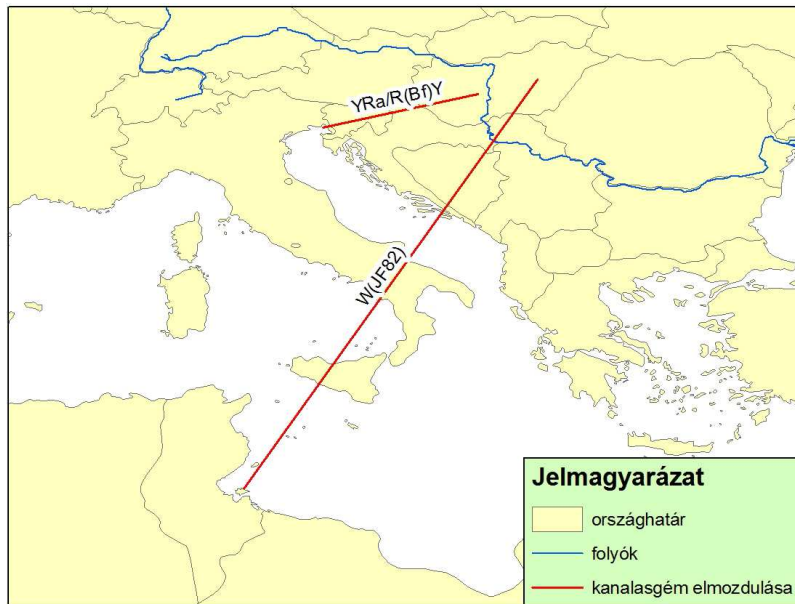 YRa/R(Bf)Y
W(JF82)
Jelmagyarázat
országhatár
folyók
kanalasgém elmozdulása